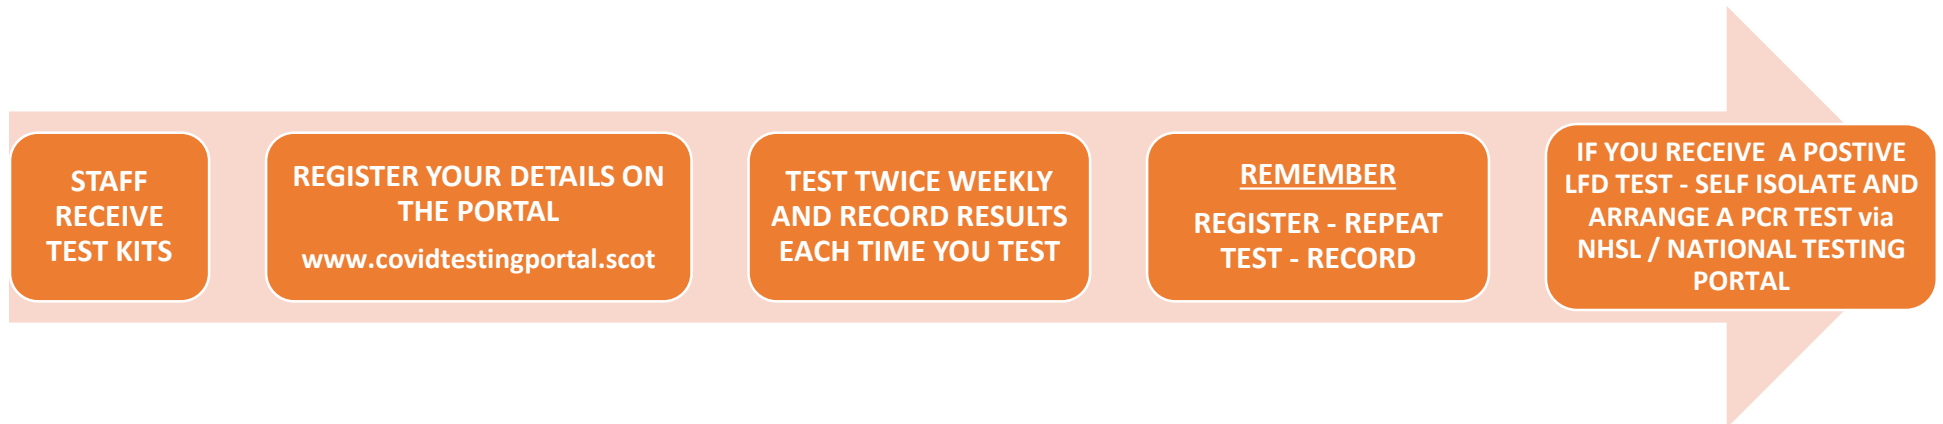 STAFF
RECEIVE
TEST KITS
REGISTER YOUR DETAILS ON
THE PORTAL
www.covidtestingportal.scot
TEST TWICE WEEKLY
AND RECORD RESULTS
EACH TIME YOU TEST
REMEMBER
REGISTER - REPEAT
TEST - RECORD
IF YOU RECEIVE  A POSTIVE
LFD TEST - SELF ISOLATE AND
ARRANGE A PCR TEST via
NHSL / NATIONAL TESTING
PORTAL